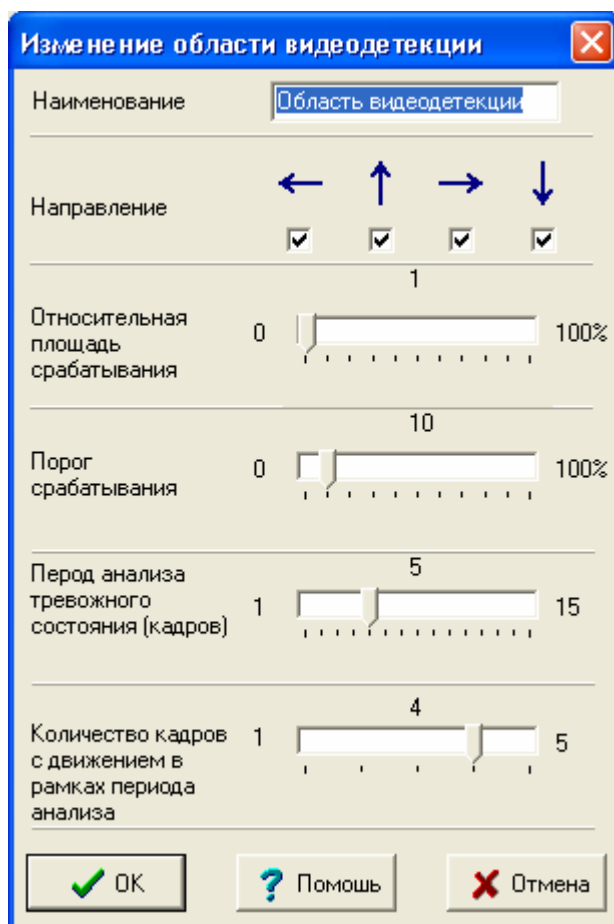 Изменение области видеодетекции
Наименование Область видеодетекции
Направление
1
Относительная
площадь
срабатывания
0 100%
10
Порог
срабатывания
0 100%
5
Перод анализа
тревожного
состояния (кадров)
1 15
4
Количество кадров
с движением в
рамках периода
анализа
1 5
OK ? Помошь Отмена